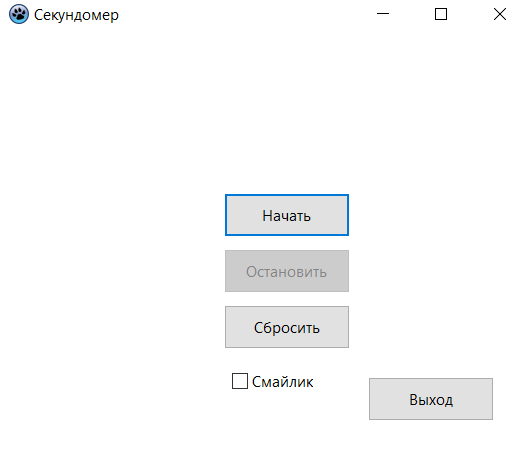 Секундомер
Начать
Остановить
Сбросить
Смайлик
Выход